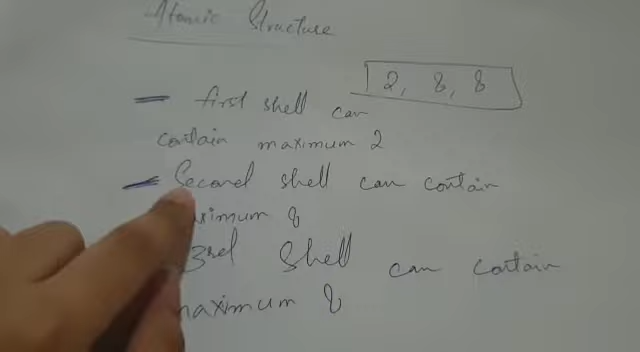 Atomic Structure
2, 8, 8
first shell can
contain maximum 2
Second shell can contain
ximum 8
3rd Shell can contain
maximum 8